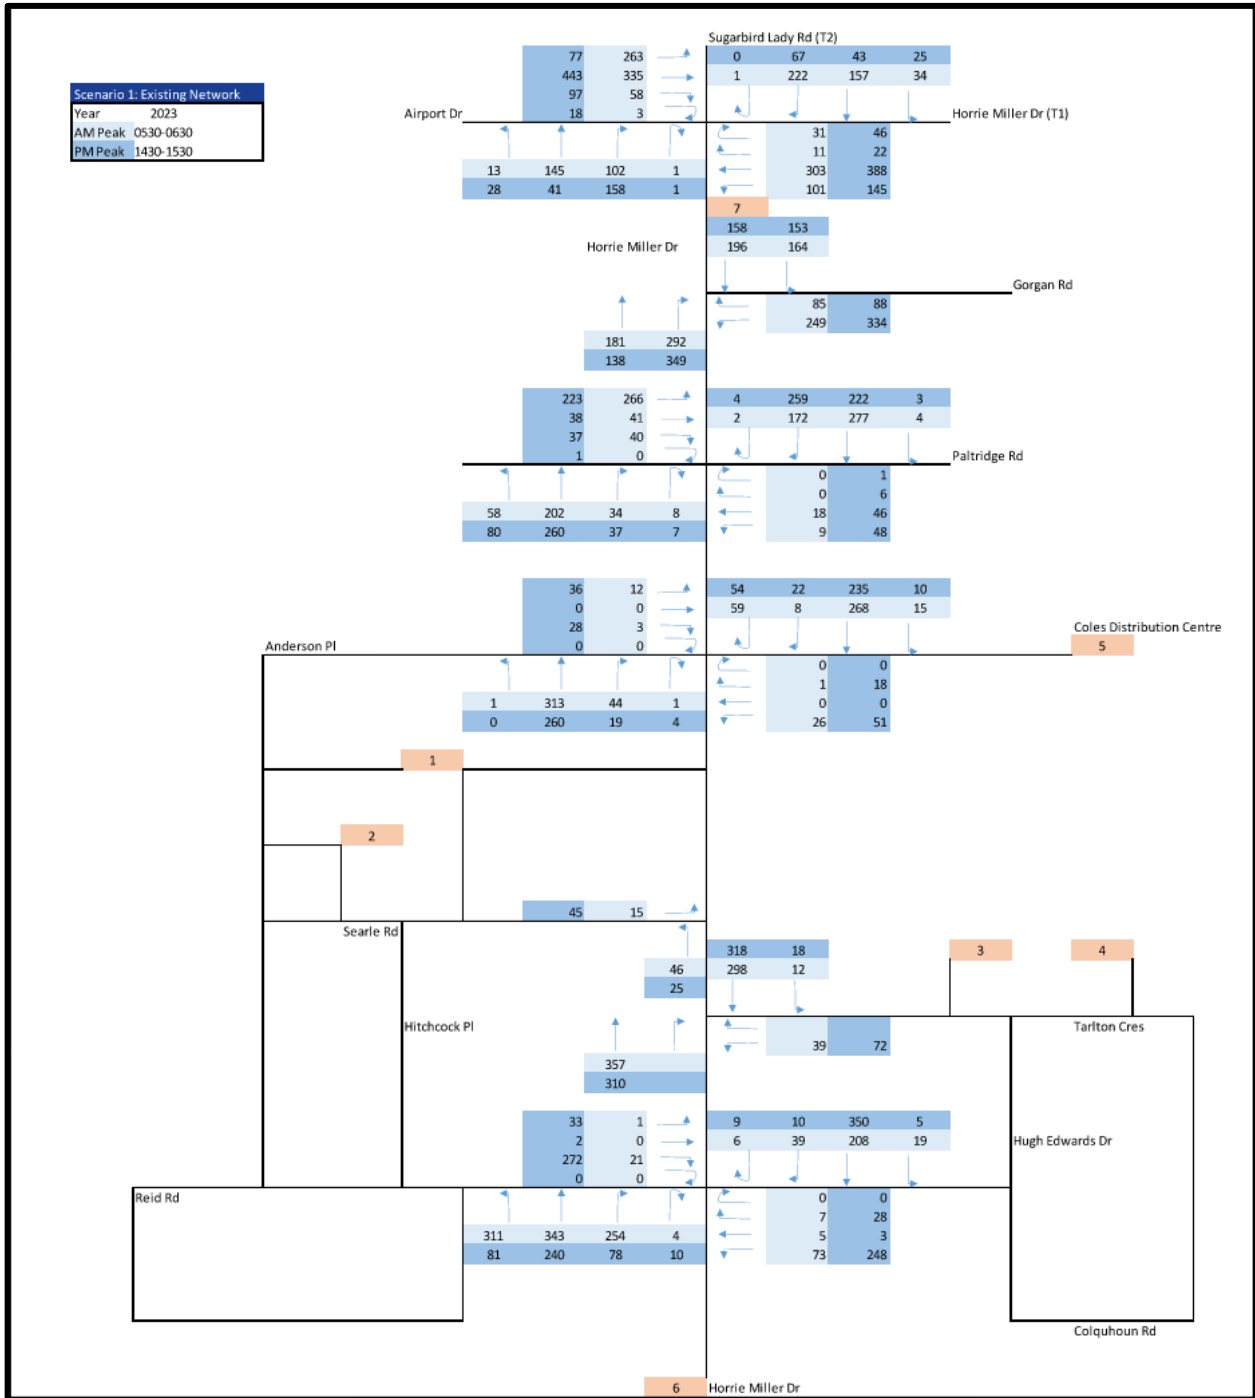 Sugarbird Lady Rd (T2)
77 263 0 67 43 25
443 335 1 222 157 34
Scenario 1: Existing Network
97 58
Year 2023
Airport Dr 18 3 Horrie Miller Dr (T1)
AM Peak 0530-0630
31 46
PM Peak 1430-1530
11 22
13 145 102 1 303 388
28 41 158 1 101 145
7
158 153
Horrie Miller Dr 196 164
Gorgan Rd
85 88
249 334
181 292
138 349
223 266 4 259 222 3
38 41 2 172 277 4
37 40
1 0 Paltridge Rd
0 1
0 6
58 202 34 8 18 46
80 260 37 7 9 48
36 12 54 22 235 10
0 0 59 8 268 15
28 3 Coles Distribution Centre
Anderson Pl 0 0 5
0 0
1 18
1 313 44 1 0 0
0 260 19 4 26 51
1
2
45 15
Searle Rd
318 18 3 4
46 298 12
25
Hitchcock Pl Tarlton Cres
39 72
357
310
33 1 9 10 350 5
2 0 6 39 208 19 Hugh Edwards Dr
272 21
0 0
Reid Rd 0 0
7 28
311 343 254 4 5 3
81 240 78 10 73 248
Colquhoun Rd
6 Horrie Miller Dr